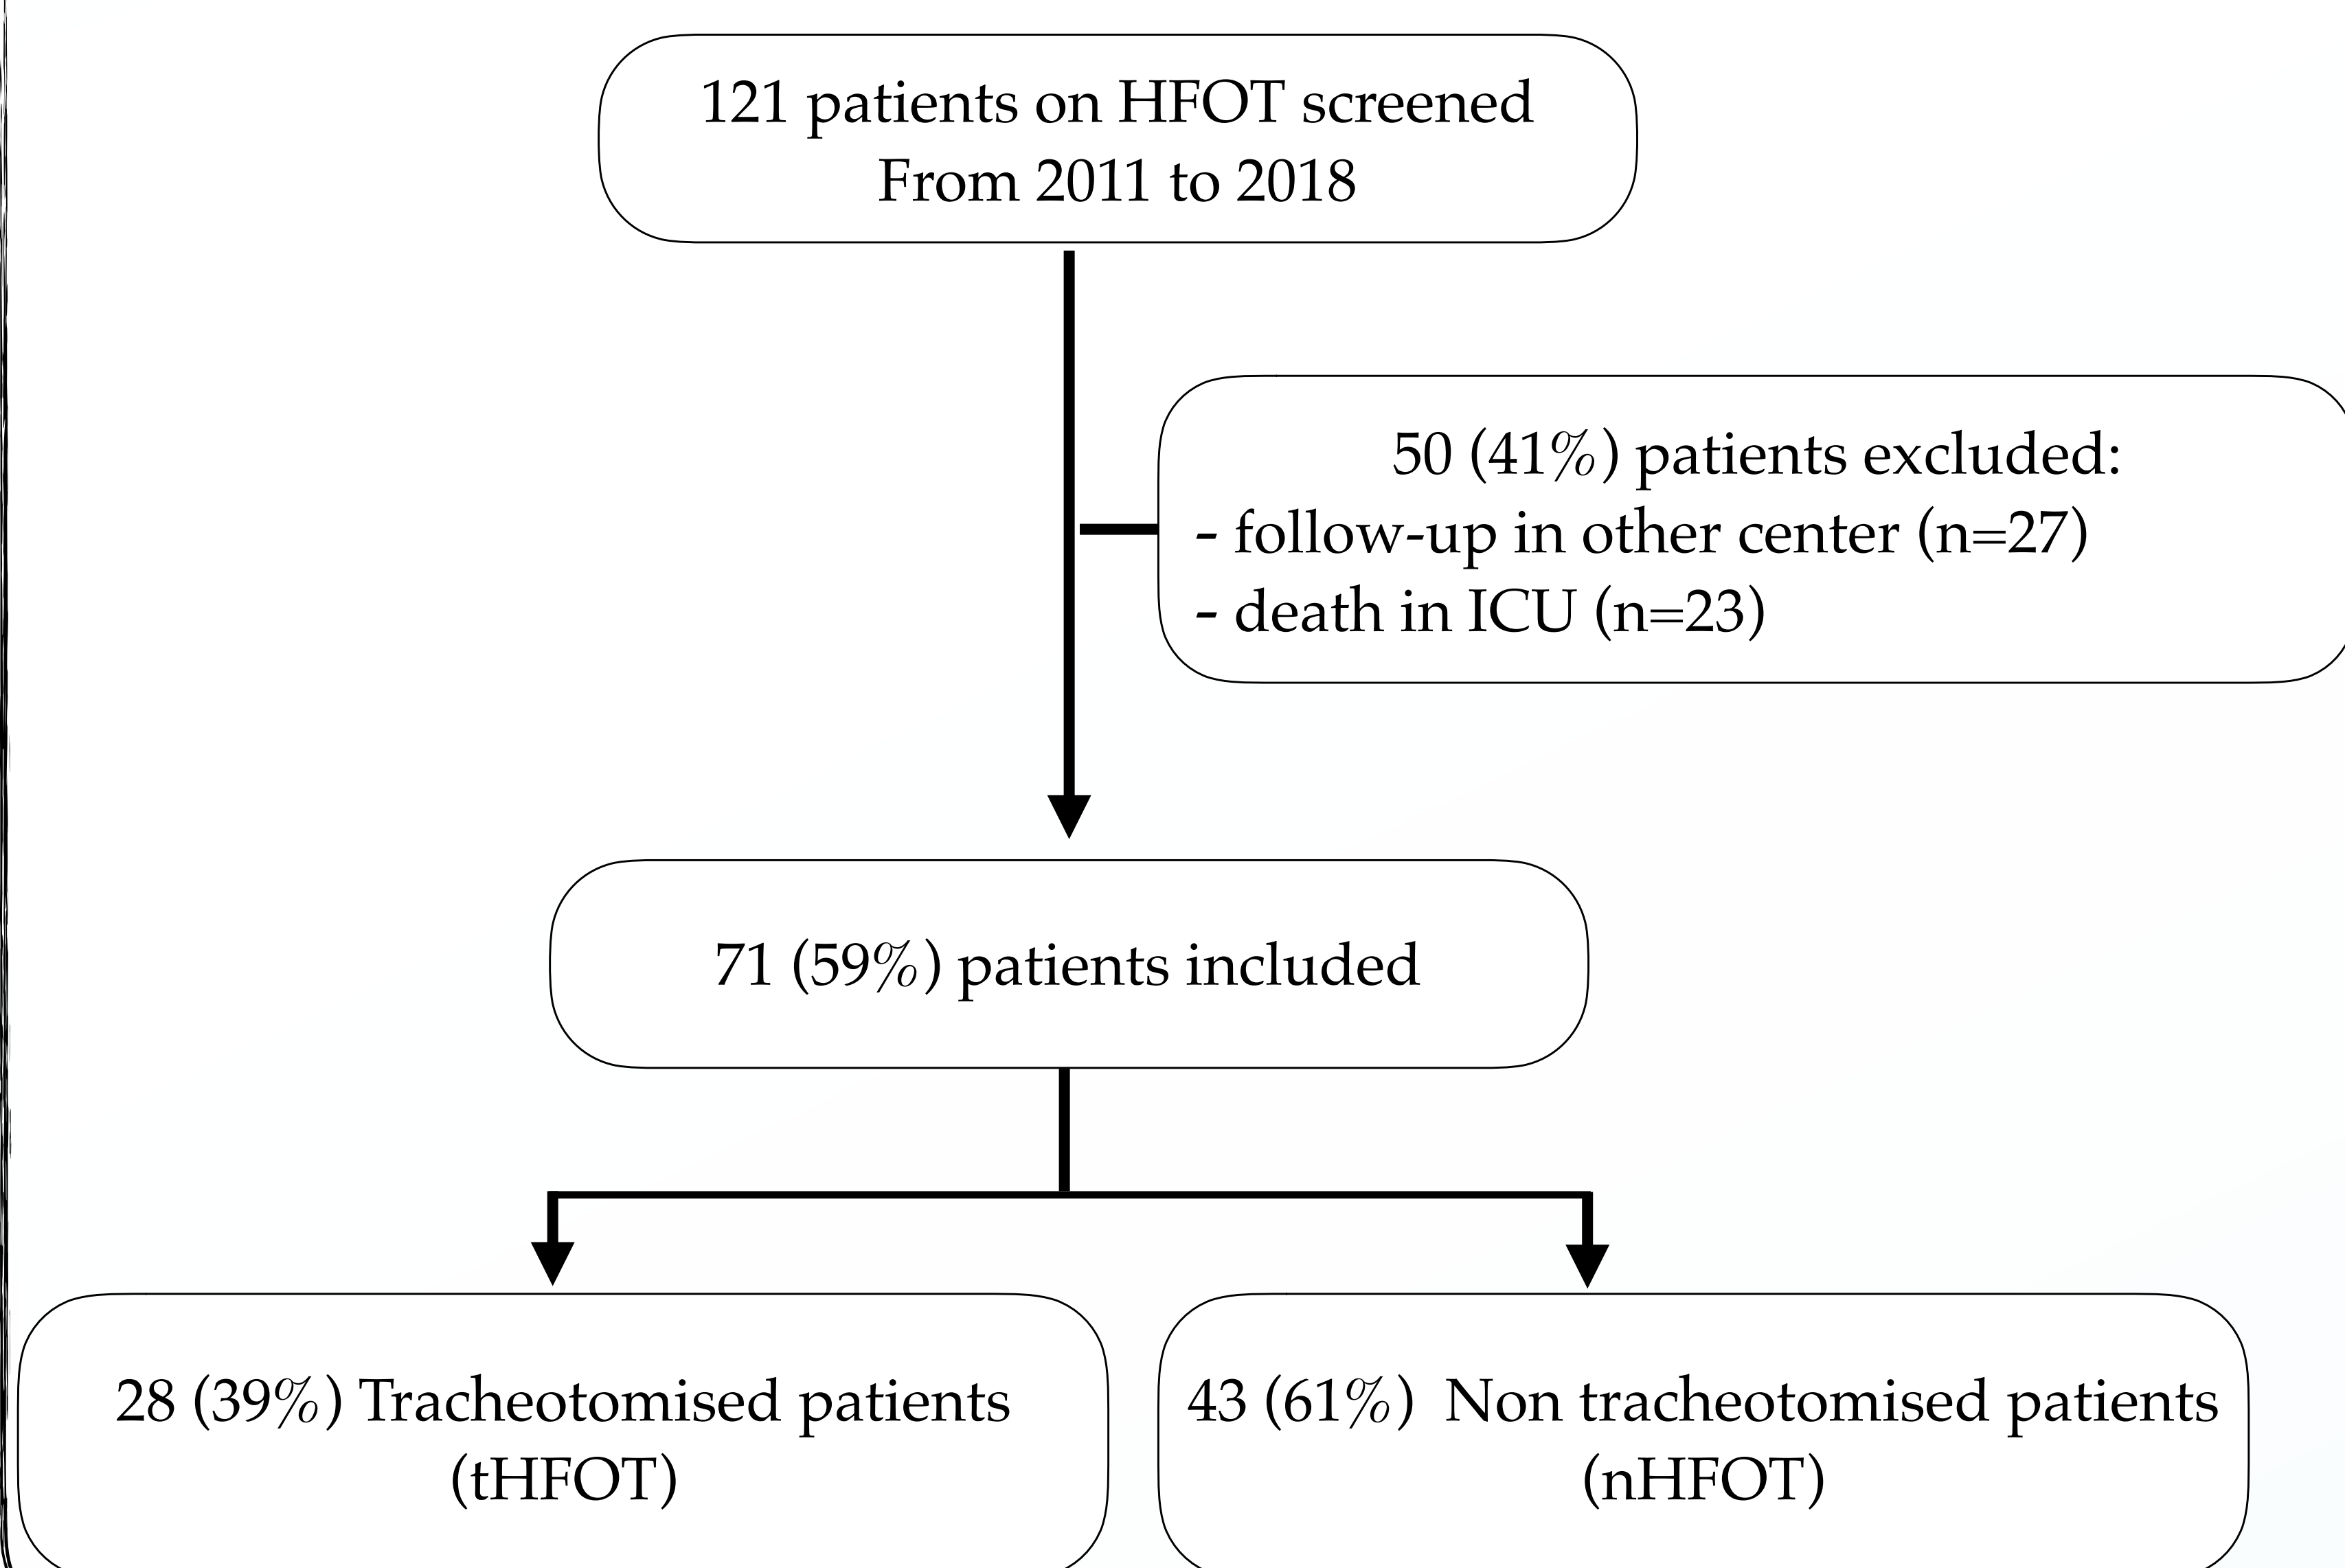 121 patients on HFOT screened
From 2011 to 2018
50 (41%) patients excluded:
- follow-up in other center (n=27)
- death in ICU (n=23)
71 (59%) patients included
28 (39%) Tracheotomised patients
(tHFOT)
43 (61%) Non tracheotomised patients
(nHFOT)